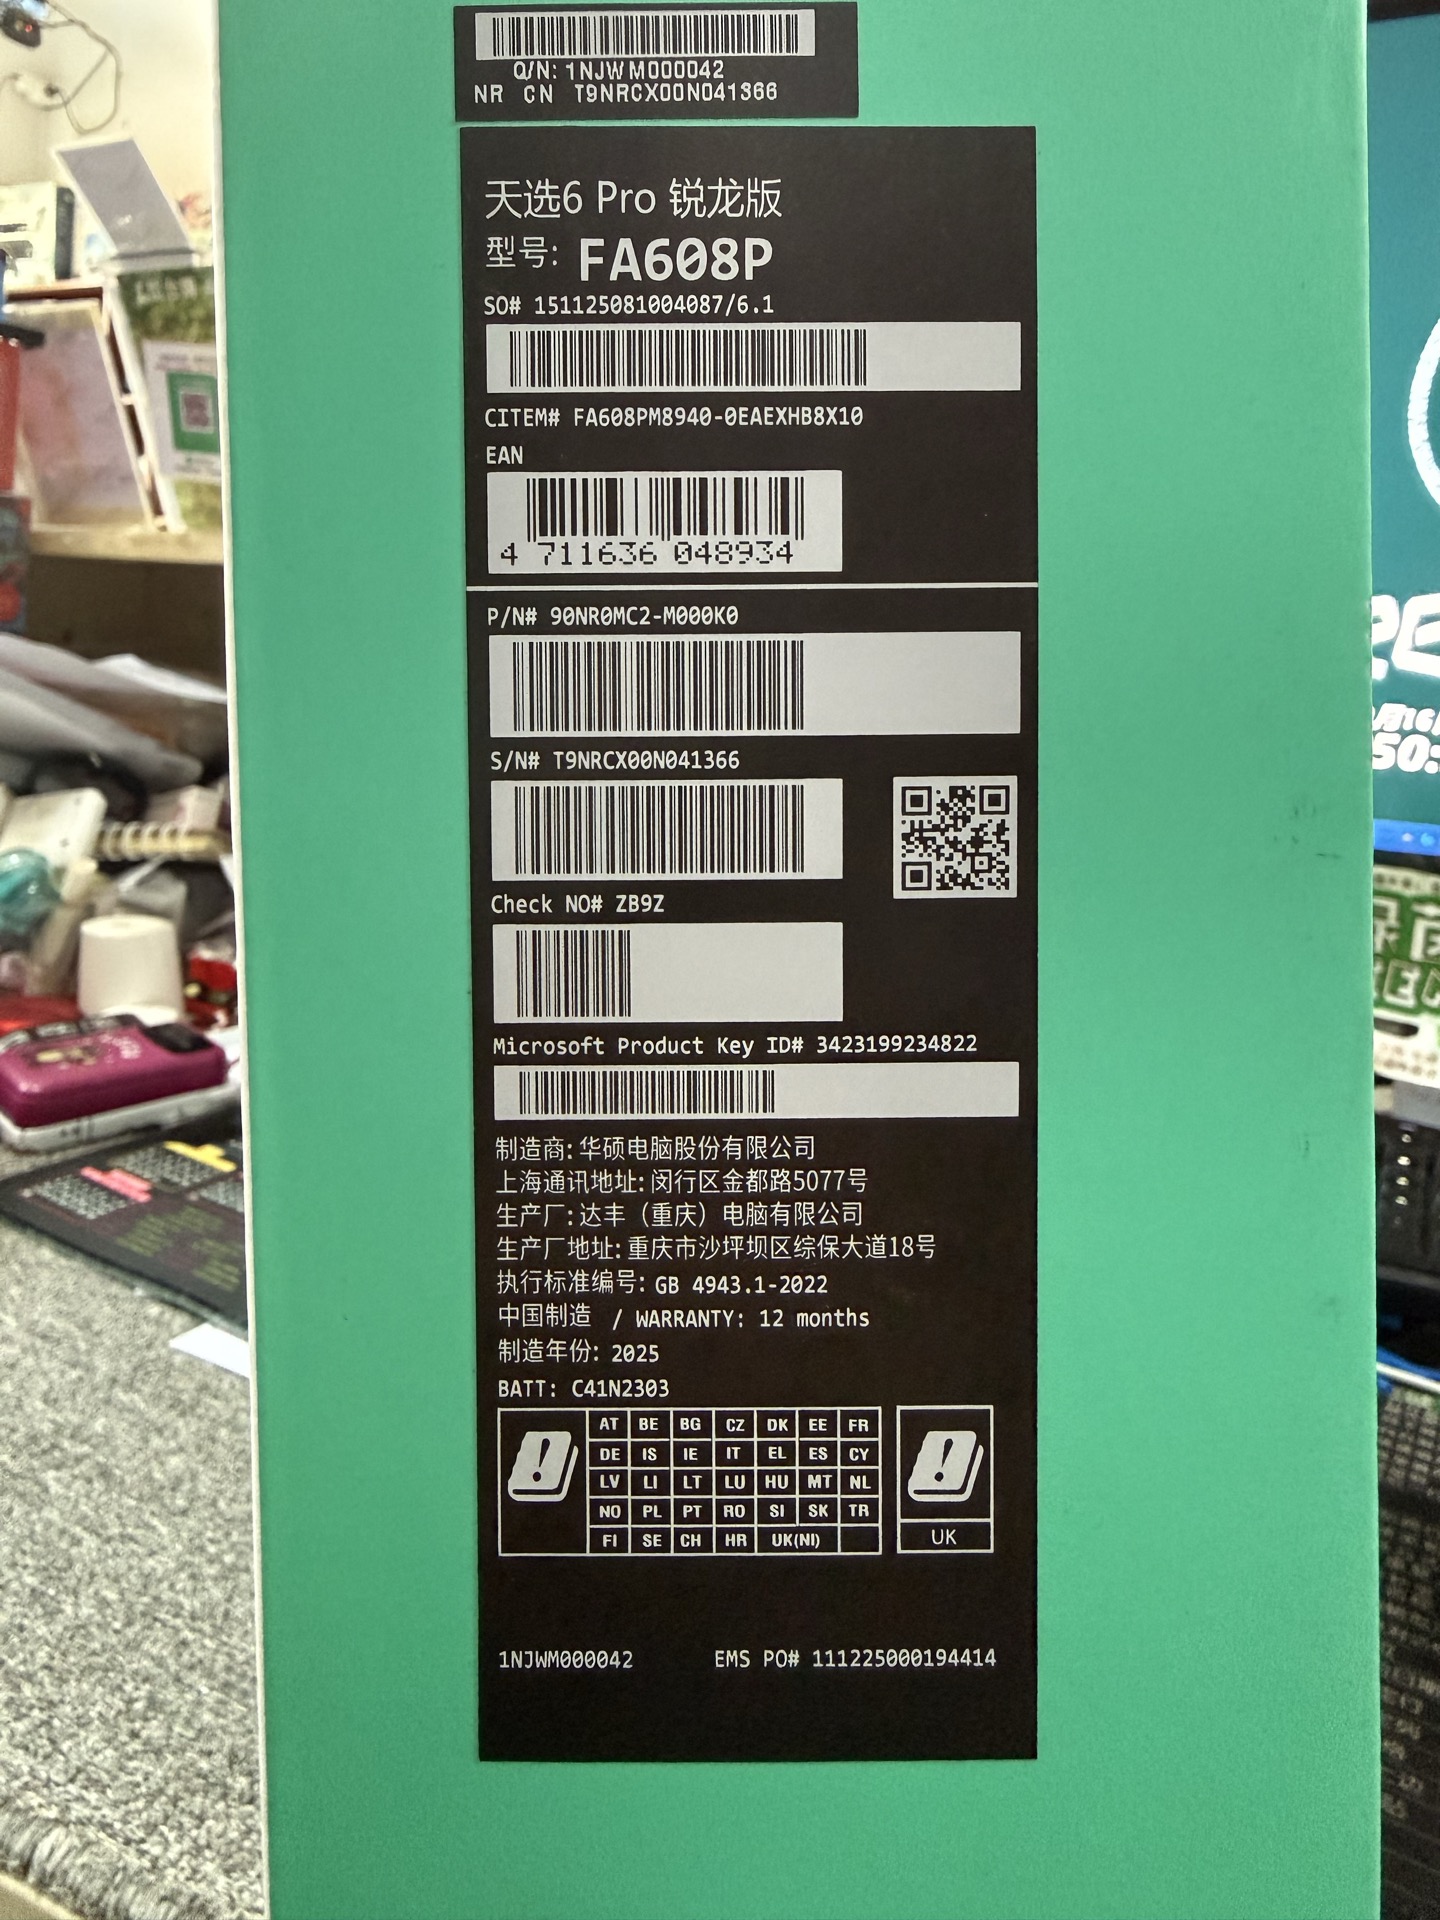 Q/N: 1NJWM000042
NR CN T9NRCX00N041366
天选6 Pro 锐龙版
型号: FA608P
SO# 151125081004087/6.1
CITEM# FA608PM8940-0EAEXHB8X10
EAN
4 711636 048934
P/N# 90NR0MC2-M000K0
S/N# T9NRCX00N041366
Check NO# ZB9Z
Microsoft Product Key ID# 3423199234822
制造商: 华硕电脑股份有限公司
上海通讯地址: 闵行区金都路5077号
生产厂: 达丰（重庆）电脑有限公司
生产厂地址: 重庆市沙坪坝区综保大道18号
执行标准编号: GB 4943.1-2022
中国制造 / WARRANTY: 12 months
制造年份: 2025
BATT: C41N2303
AT BE BG CZ DK EE FR
DE IS IE IT EL ES CY
LV LI LT LU HU MT NL
NO PL PT RO SI SK TR
FI SE CH HR UK(NI)
UK
1NJWM000042 EMS PO# 111225000194414